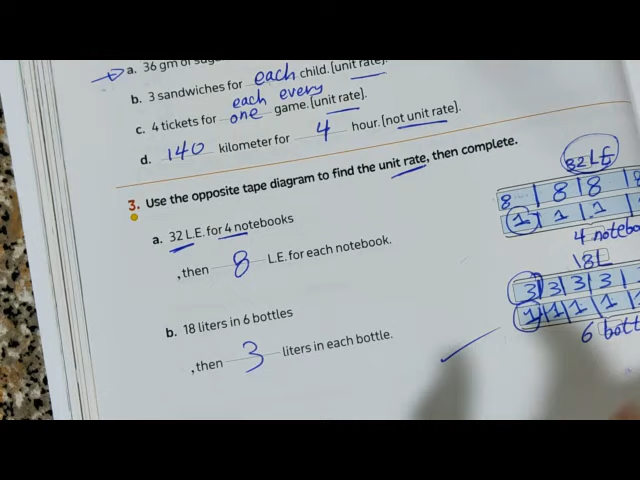 a. 36 gm of
b. 3 sandwiches for each child. [unit rate].
each every
c. 4 tickets for one game. [unit rate].
d. 140 kilometer for 4 hour. [not unit rate].
3. Use the opposite tape diagram to find the unit rate, then complete.
a. 32 L.E. for 4 notebooks
, then 8 L.E. for each notebook.
b. 18 liters in 6 bottles
, then 3 liters in each bottle.
32 L.E
8 8 8
1 1 1 1
4
18L
3 3 3 3
1 1 1 1 1
6